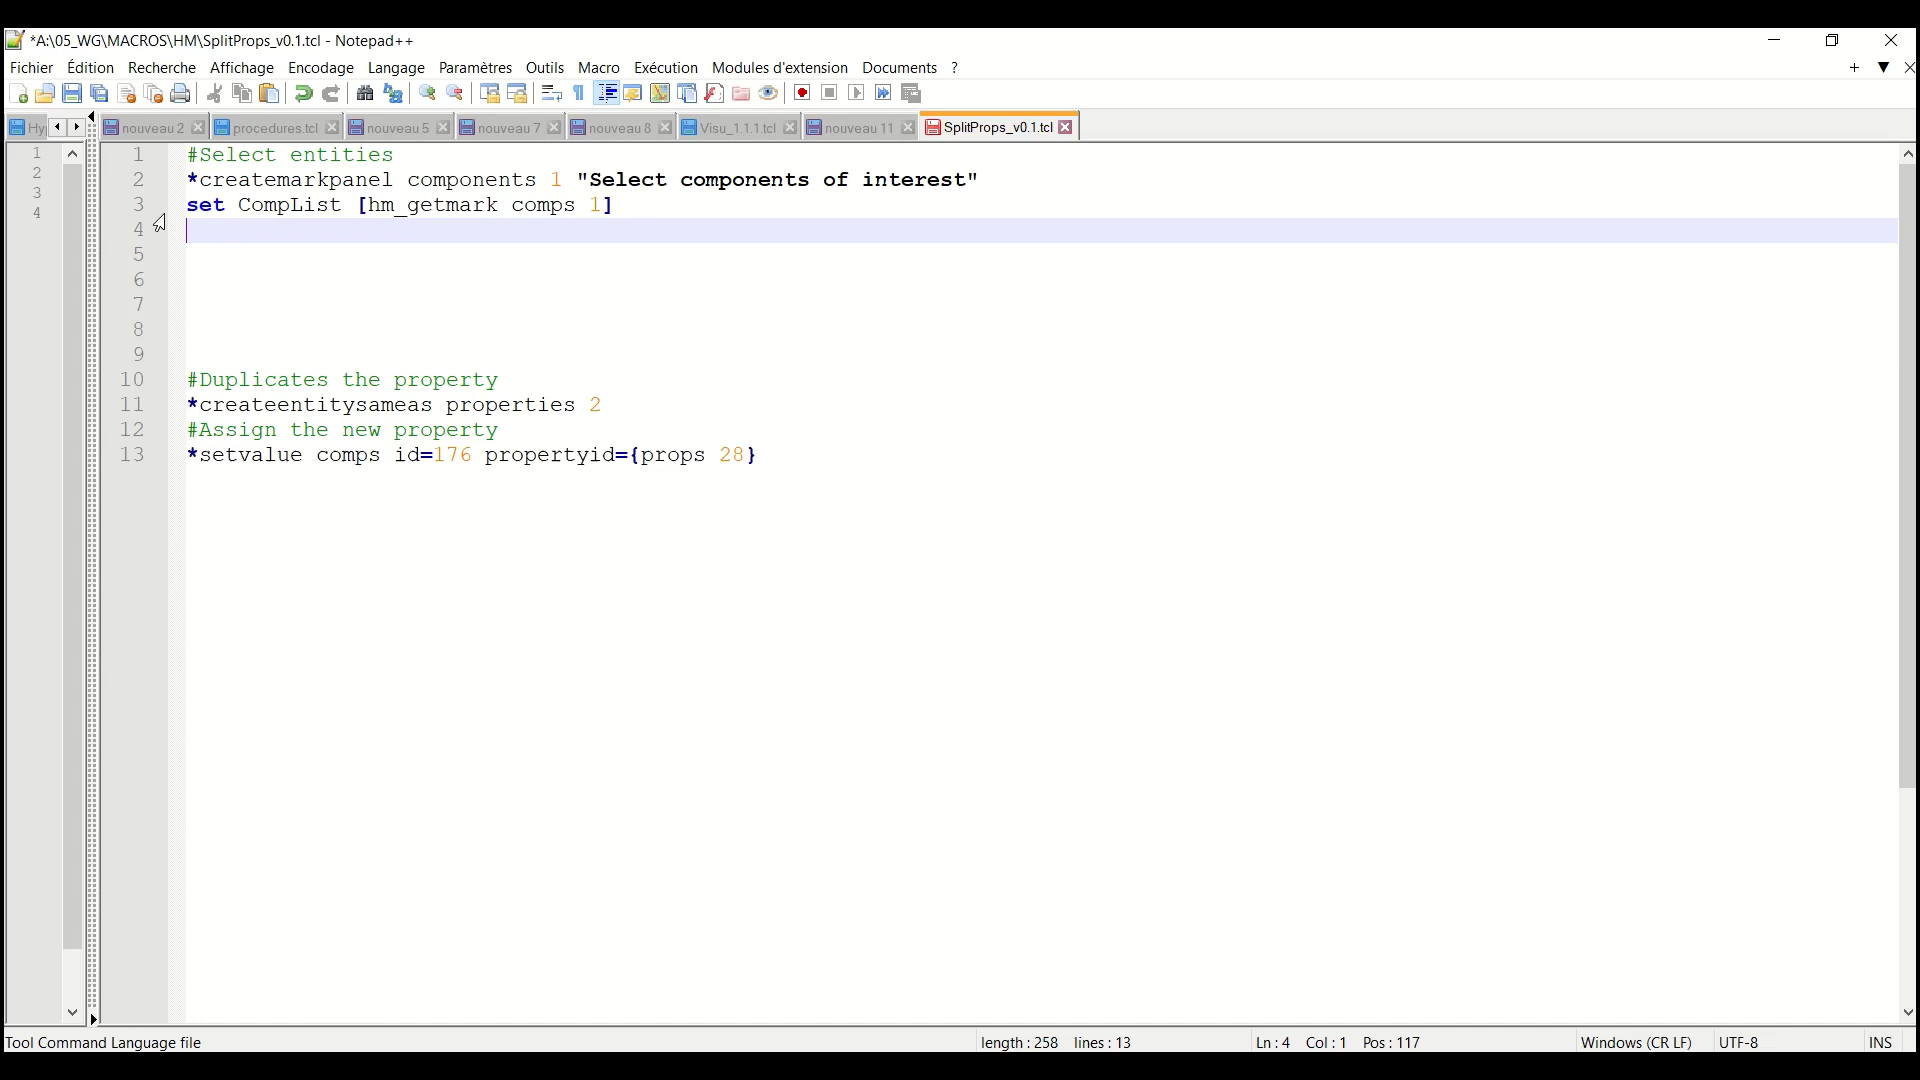 *A:\05_WG\MACROS\HM\SplitProps_v0.1.tcl - Notepad++
Fichier Édition Recherche Affichage Encodage Langage Paramètres Outils Macro Exécution Modules d'extension Documents ?
Hy nouveau 2 procedures.tcl nouveau 5 nouveau 7 nouveau 8 Visu_1.1.1.tcl nouveau 11 SplitProps_v0.1.tcl
1
2
3
4
1 #Select entities
2 *createmarkpanel components 1 "Select components of interest"
3 set CompList [hm_getmark comps 1]
4
5
6
7
8
9
10 #Duplicates the property
11 *createentitysameas properties 2
12 #Assign the new property
13 *setvalue comps id=176 propertyid={props 28}
Tool Command Language file length : 258 lines : 13 Ln : 4 Col : 1 Pos : 117 Windows (CR LF) UTF-8 INS